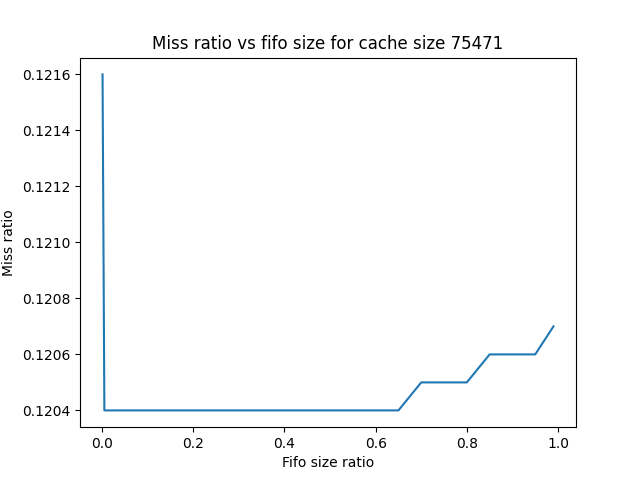 Miss ratio vs fifo size for cache size 75471
Miss ratio
0.1216
0.1214
0.1212
0.1210
0.1208
0.1206
0.1204
0.0 0.2 0.4 0.6 0.8 1.0
Fifo size ratio